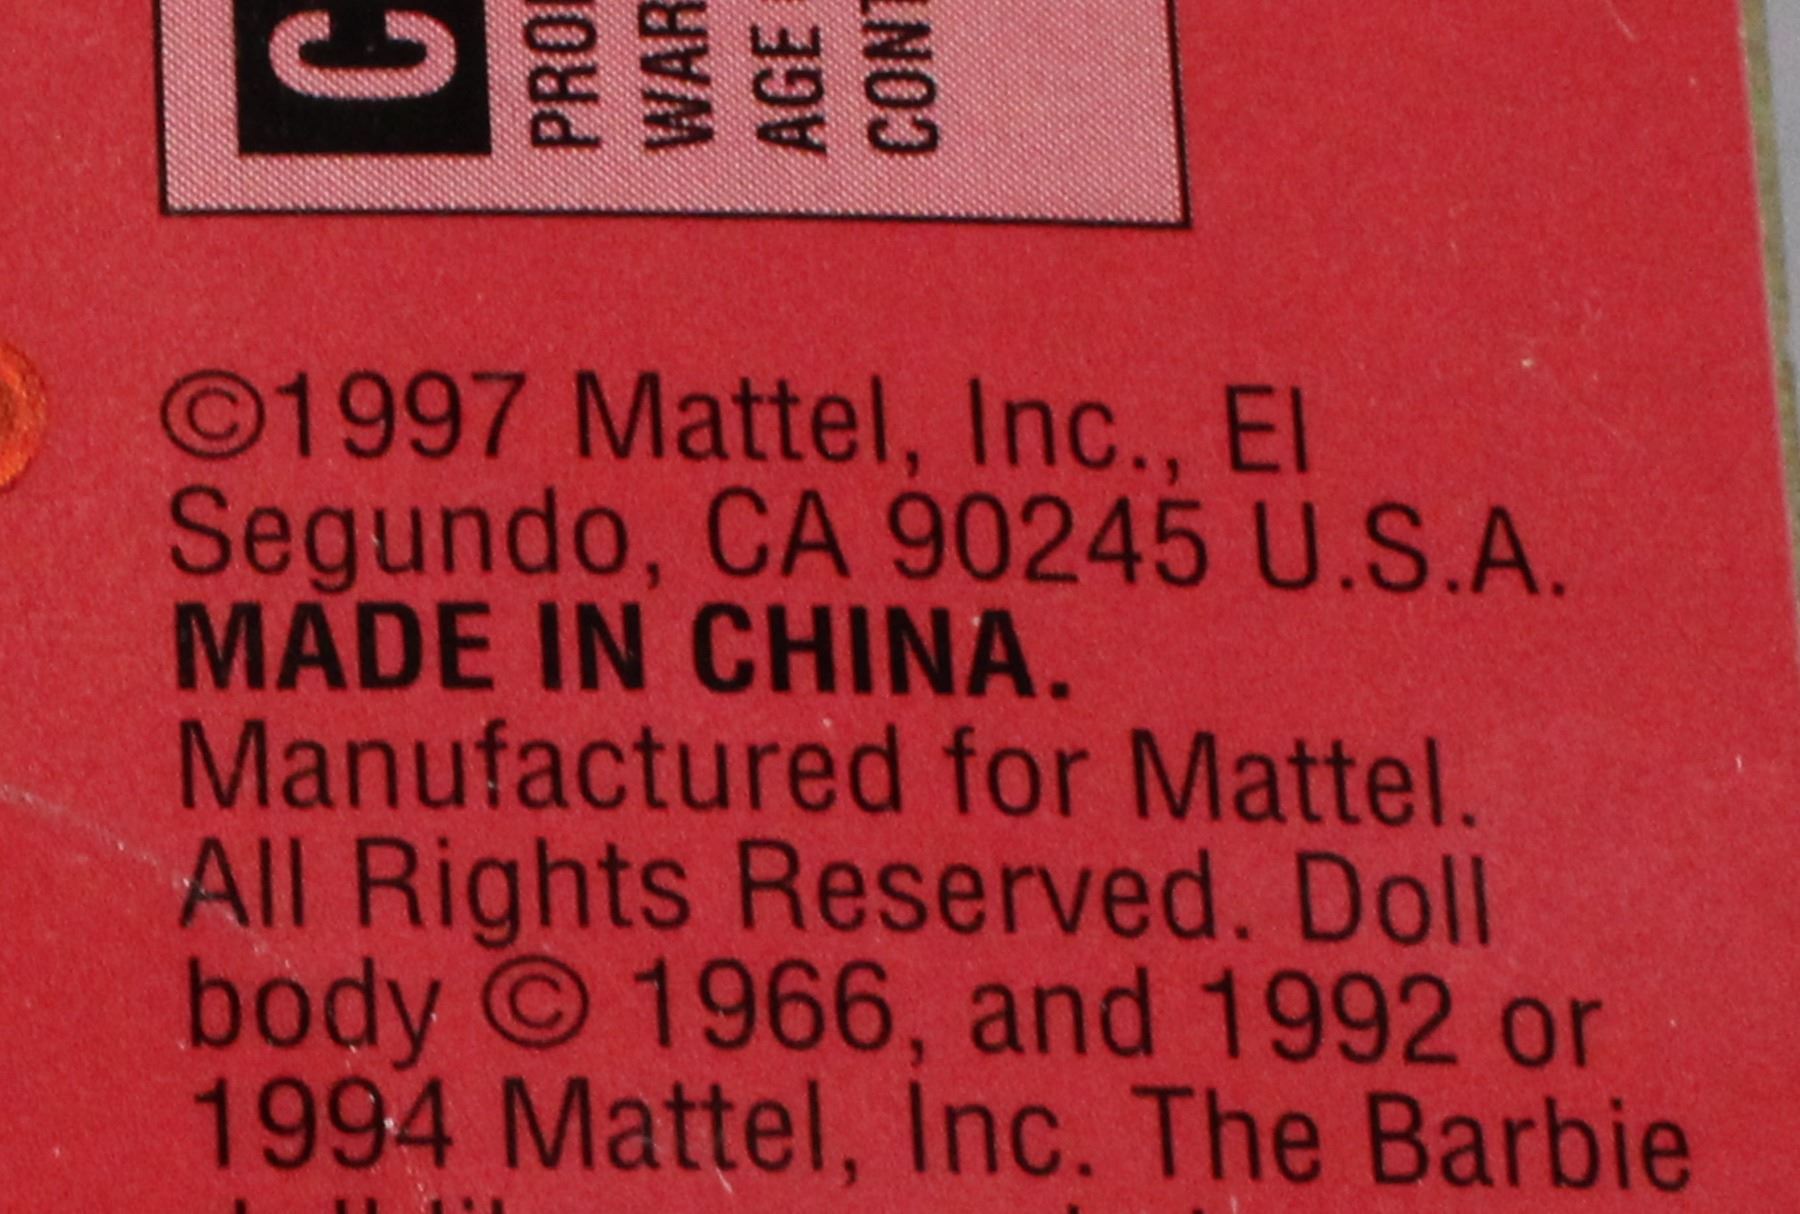 C
WAR
AGE
CONT
©1997 Mattel, Inc., El
Segundo, CA 90245 U.S.A.
MADE IN CHINA.
Manufactured for Mattel.
All Rights Reserved. Doll
body © 1966, and 1992 or
1994 Mattel, Inc. The Barbie